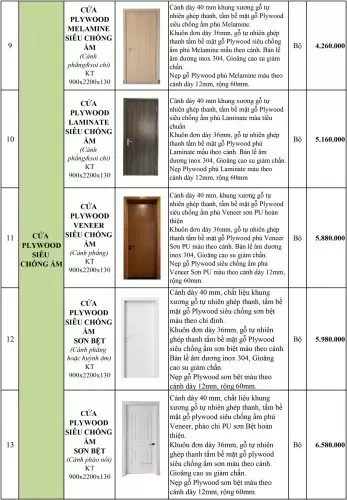 9
CỬA
PLYWOOD
MELAMINE
SIÊU CHỐNG
ẨM
(Cánh
phẳng&soi chỉ)
KT
900x2200x130
Cánh dày 40 mm khung xương gỗ tự
nhiên ghép thanh, tấm bề mặt gỗ Plywood
siêu chống ẩm phủ Melamine.
Khuôn đơn dày 36mm, gỗ tự nhiên ghép
thanh tấm bề mặt gỗ Plywood siêu chống
ẩm phủ Melamine mầu theo cánh. Bản lề
âm dương inox 304, Gioăng cao su giảm
chấn.
Nẹp gỗ Plywood phủ Melamine màu theo
cánh dày 12mm, rộng 60mm.
Bộ
4.260.000
10
CỬA
PLYWOOD
LAMINATE
SIÊU CHỐNG
ẨM
(Cánh
phẳng&soi chỉ)
KT
900x2200x130
Cánh dày 40 mm khung xương gỗ tự
nhiên ghép thanh, tấm bề mặt gỗ Plywood
siêu chống ẩm phủ Laminate màu tiêu
chuẩn
Khuôn đơn dày 36mm, gỗ tự nhiên ghép
thanh tấm bề mặt gỗ Plywood phủ
Laminate mầu theo cánh. Bản lề âm
dương inox 304, Gioăng cao su giảm chấn.
Nẹp Plywood phủ Laminate màu theo
cánh dày 12mm, rộng 60mm
Bộ
5.160.000
CỬA
PLYWOOD
SIÊU
CHỐNG ẨM
11
CỬA
PLYWOOD
VENEER
SIÊU CHỐNG
ẨM
(Cánh phẳng)
KT
900x2200x130
Cánh dày 40 mm, khung xương gỗ tự
nhiên ghép thanh, tấm bề mặt gỗ Plywood
siêu chống ẩm phủ Veneer sơn PU hoàn
thiện
Khuôn đơn dày 36mm, gỗ tự nhiên ghép
thanh tấm bề mặt gỗ Plywood phủ Veneer
Sơn PU màu theo cánh. Bản lề âm dương
inox 304, Gioăng cao su giảm chấn.
Nẹp gỗ Plywood siêu chống ẩm phủ
Veneer Sơn PU màu theo cánh dày 12mm,
rộng 60mm.
Bộ
5.880.000
12
CỬA
PLYWOOD
SIÊU CHỐNG
ẨM
SƠN BỆT
(Cánh phẳng
hoặc huỳnh âm)
KT
900x2200x130
Cánh dày 40 mm, chất liệu khung
xương gỗ tự nhiên ghép thanh, tấm bề
mặt gỗ Plywood siêu chống sơn bệt
màu theo chỉ định.
Khuôn đơn dày 36mm, gỗ tự nhiên
ghép thanh tấm bề mặt gỗ Plywood
siêu chống ẩm sơn biệt màu theo cánh.
Bản lề âm dương inox 304, Gioăng
cao su giảm chấn.
Nẹp gỗ Plywood sơn bệt màu theo
cánh dày 12mm, rộng 60mm.
Bộ
5.980.000
13
CỬA
PLYWOOD
SIÊU CHỐNG
ẨM
SƠN BỆT
(Cánh phào nổi)
KT
900x2200x130
Cánh dày 40 mm, chất liệu khung
xương gỗ tự nhiên ghép thanh, tấm bề
mặt gỗ plywood siêu chống ẩm phủ
Veneer, phào chỉ PU sơn Bệt hoàn
thiện.
Khuôn đơn dày 36mm, gỗ tự nhiên
ghép thanh tấm bề mặt gỗ plywood
siêu chống ẩm sơn màu theo cánh.
Gioăng cao su giảm chấn.
Nẹp gỗ Plywood sơn bệt màu theo
cánh dày 12mm, rộng 60mm.
Bộ
6.580.000